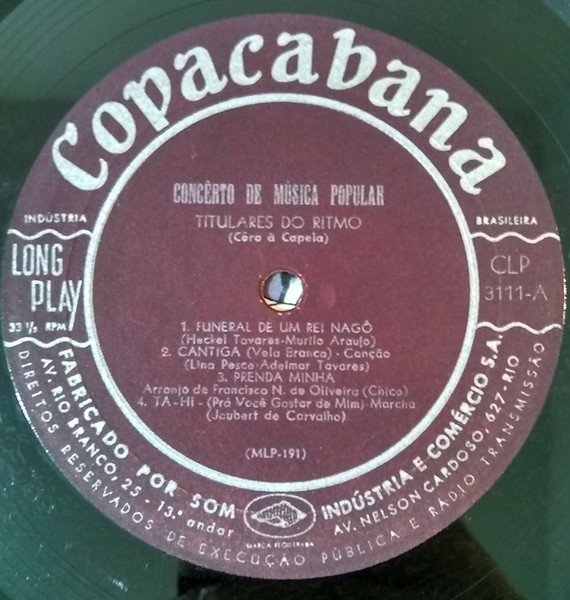 Copacabana
INDÚSTRIA
BRASILEIRA
CONCÊRTO DE MÚSICA POPULAR
TITULARES DO RITMO
(Côro à Capela)
LONG
PLAY
33 1/3 RPM
CLP
3111-A
1. FUNERAL DE UM REI NAGÔ
(Heckel Tavares-Murilo Araujo)
2. CANTIGA (Vela Branca) - Canção
(Lina Pesce-Adelmar Tavares)
3. PRENDA MINHA
Arranjo de Francisco N. de Oliveira (Chico)
4. TA-HI - (Prá Você Gostar de Mim)-Marcha
(Joubert de Carvalho)
(MLP-191)
FABRICADO POR SOM INDÚSTRIA E COMÉRCIO S.A.
AV. RIO BRANCO, 25 - 13.º andar
AV. NELSON CARDOSO, 627-RIO
MARCA REGISTRADA
DIREITOS RESERVADOS DE EXECUÇÃO PÚBLICA E RÁDIO TRANSMISSÃO